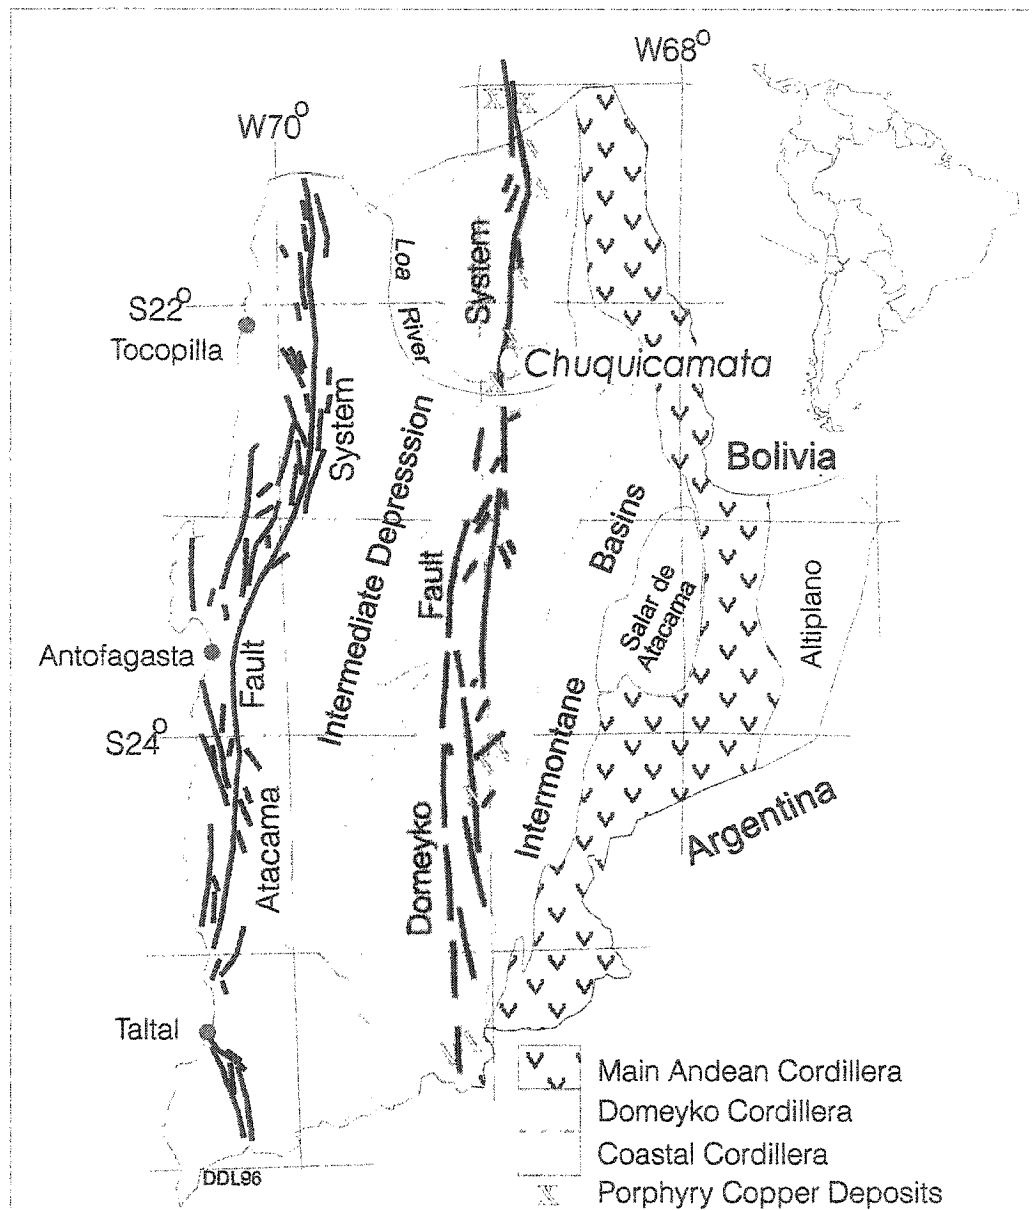 W68°
W70°
Loa
River
System
S22°
Tocopilla
Chuquicamata
System
Intermediate Depresssion
Bolivia
Basins
Fault
Salar de
Atacama
Altiplano
Antofagasta
Fault
S24°
Intermontane
Argentina
Domeyko
Atacama
Taltal
Main Andean Cordillera
Domeyko Cordillera
Coastal Cordillera
Porphyry Copper Deposits
DDL96